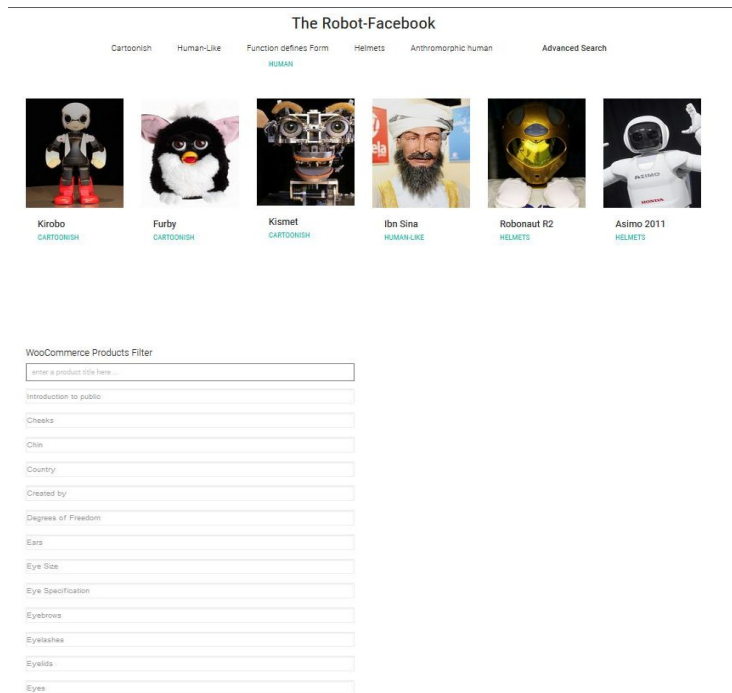 The Robot-Facebook
Cartoonish Human-Like Function defines Form Helmets Anthromorphic human Advanced Search
HUMAN
ela
ASIMO
HONDA
Kirobo Furby Kismet Ibn Sina Robonaut R2 Asimo 2011
CARTOONISH CARTOONISH CARTOONISH HUMAN-LIKE HELMETS HELMETS
WooCommerce Products Filter
enter a product title here ...
Introduction to public
Cheeks
Chin
Country
Created by
Degrees of Freedom
Ears
Eye Size
Eye Specification
Eyebrows
Eyelashes
Eyelids
Eyes